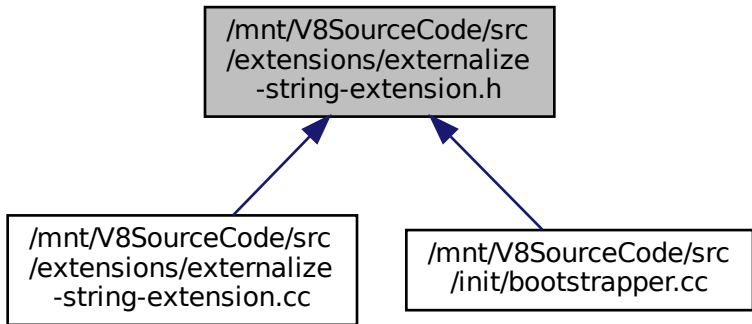 /mnt/V8SourceCode/src
/extensions/externalize
-string-extension.h
/mnt/V8SourceCode/src
/extensions/externalize
-string-extension.cc
/mnt/V8SourceCode/src
/init/bootstrapper.cc